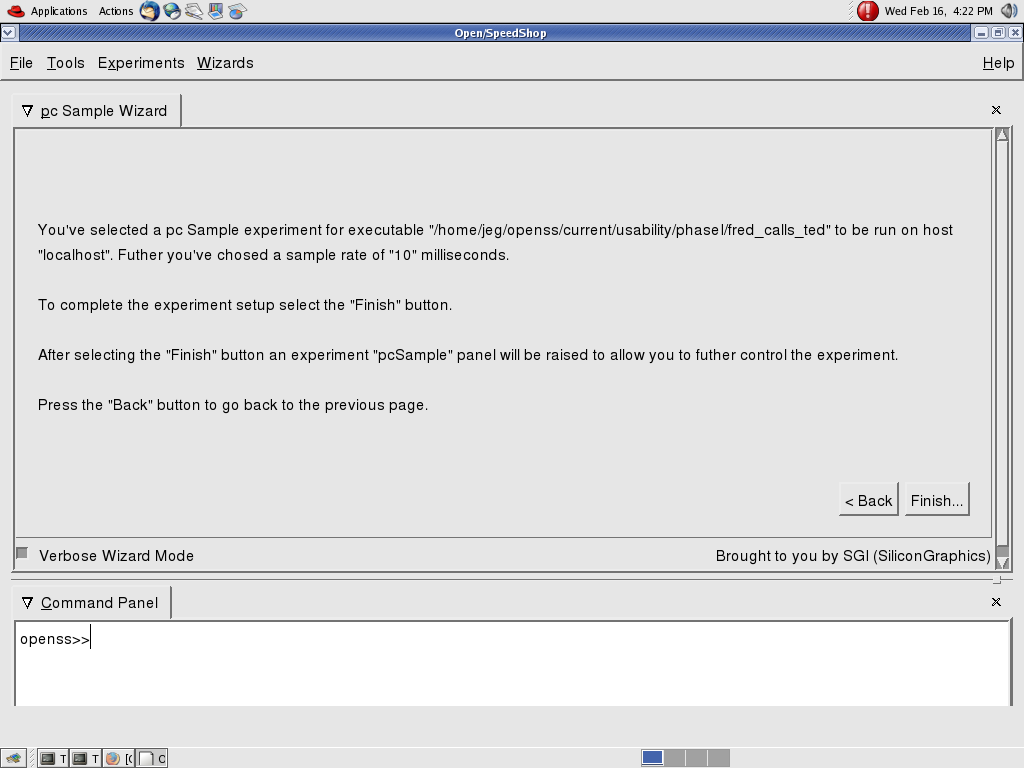 Applications Actions Wed Feb 16, 4:22 PM
Open/SpeedShop
File Tools Experiments Wizards Help
pc Sample Wizard
You've selected a pc Sample experiment for executable "/home/jeg/openss/current/usability/phaseI/fred_calls_ted" to be run on host
"localhost". Futher you've chosed a sample rate of "10" milliseconds.
To complete the experiment setup select the "Finish" button.
After selecting the "Finish" button an experiment "pcSample" panel will be raised to allow you to futher control the experiment.
Press the "Back" button to go back to the previous page.
< Back Finish...
Verbose Wizard Mode Brought to you by SGI (SiliconGraphics)
Command Panel
openss>>
T T [C C